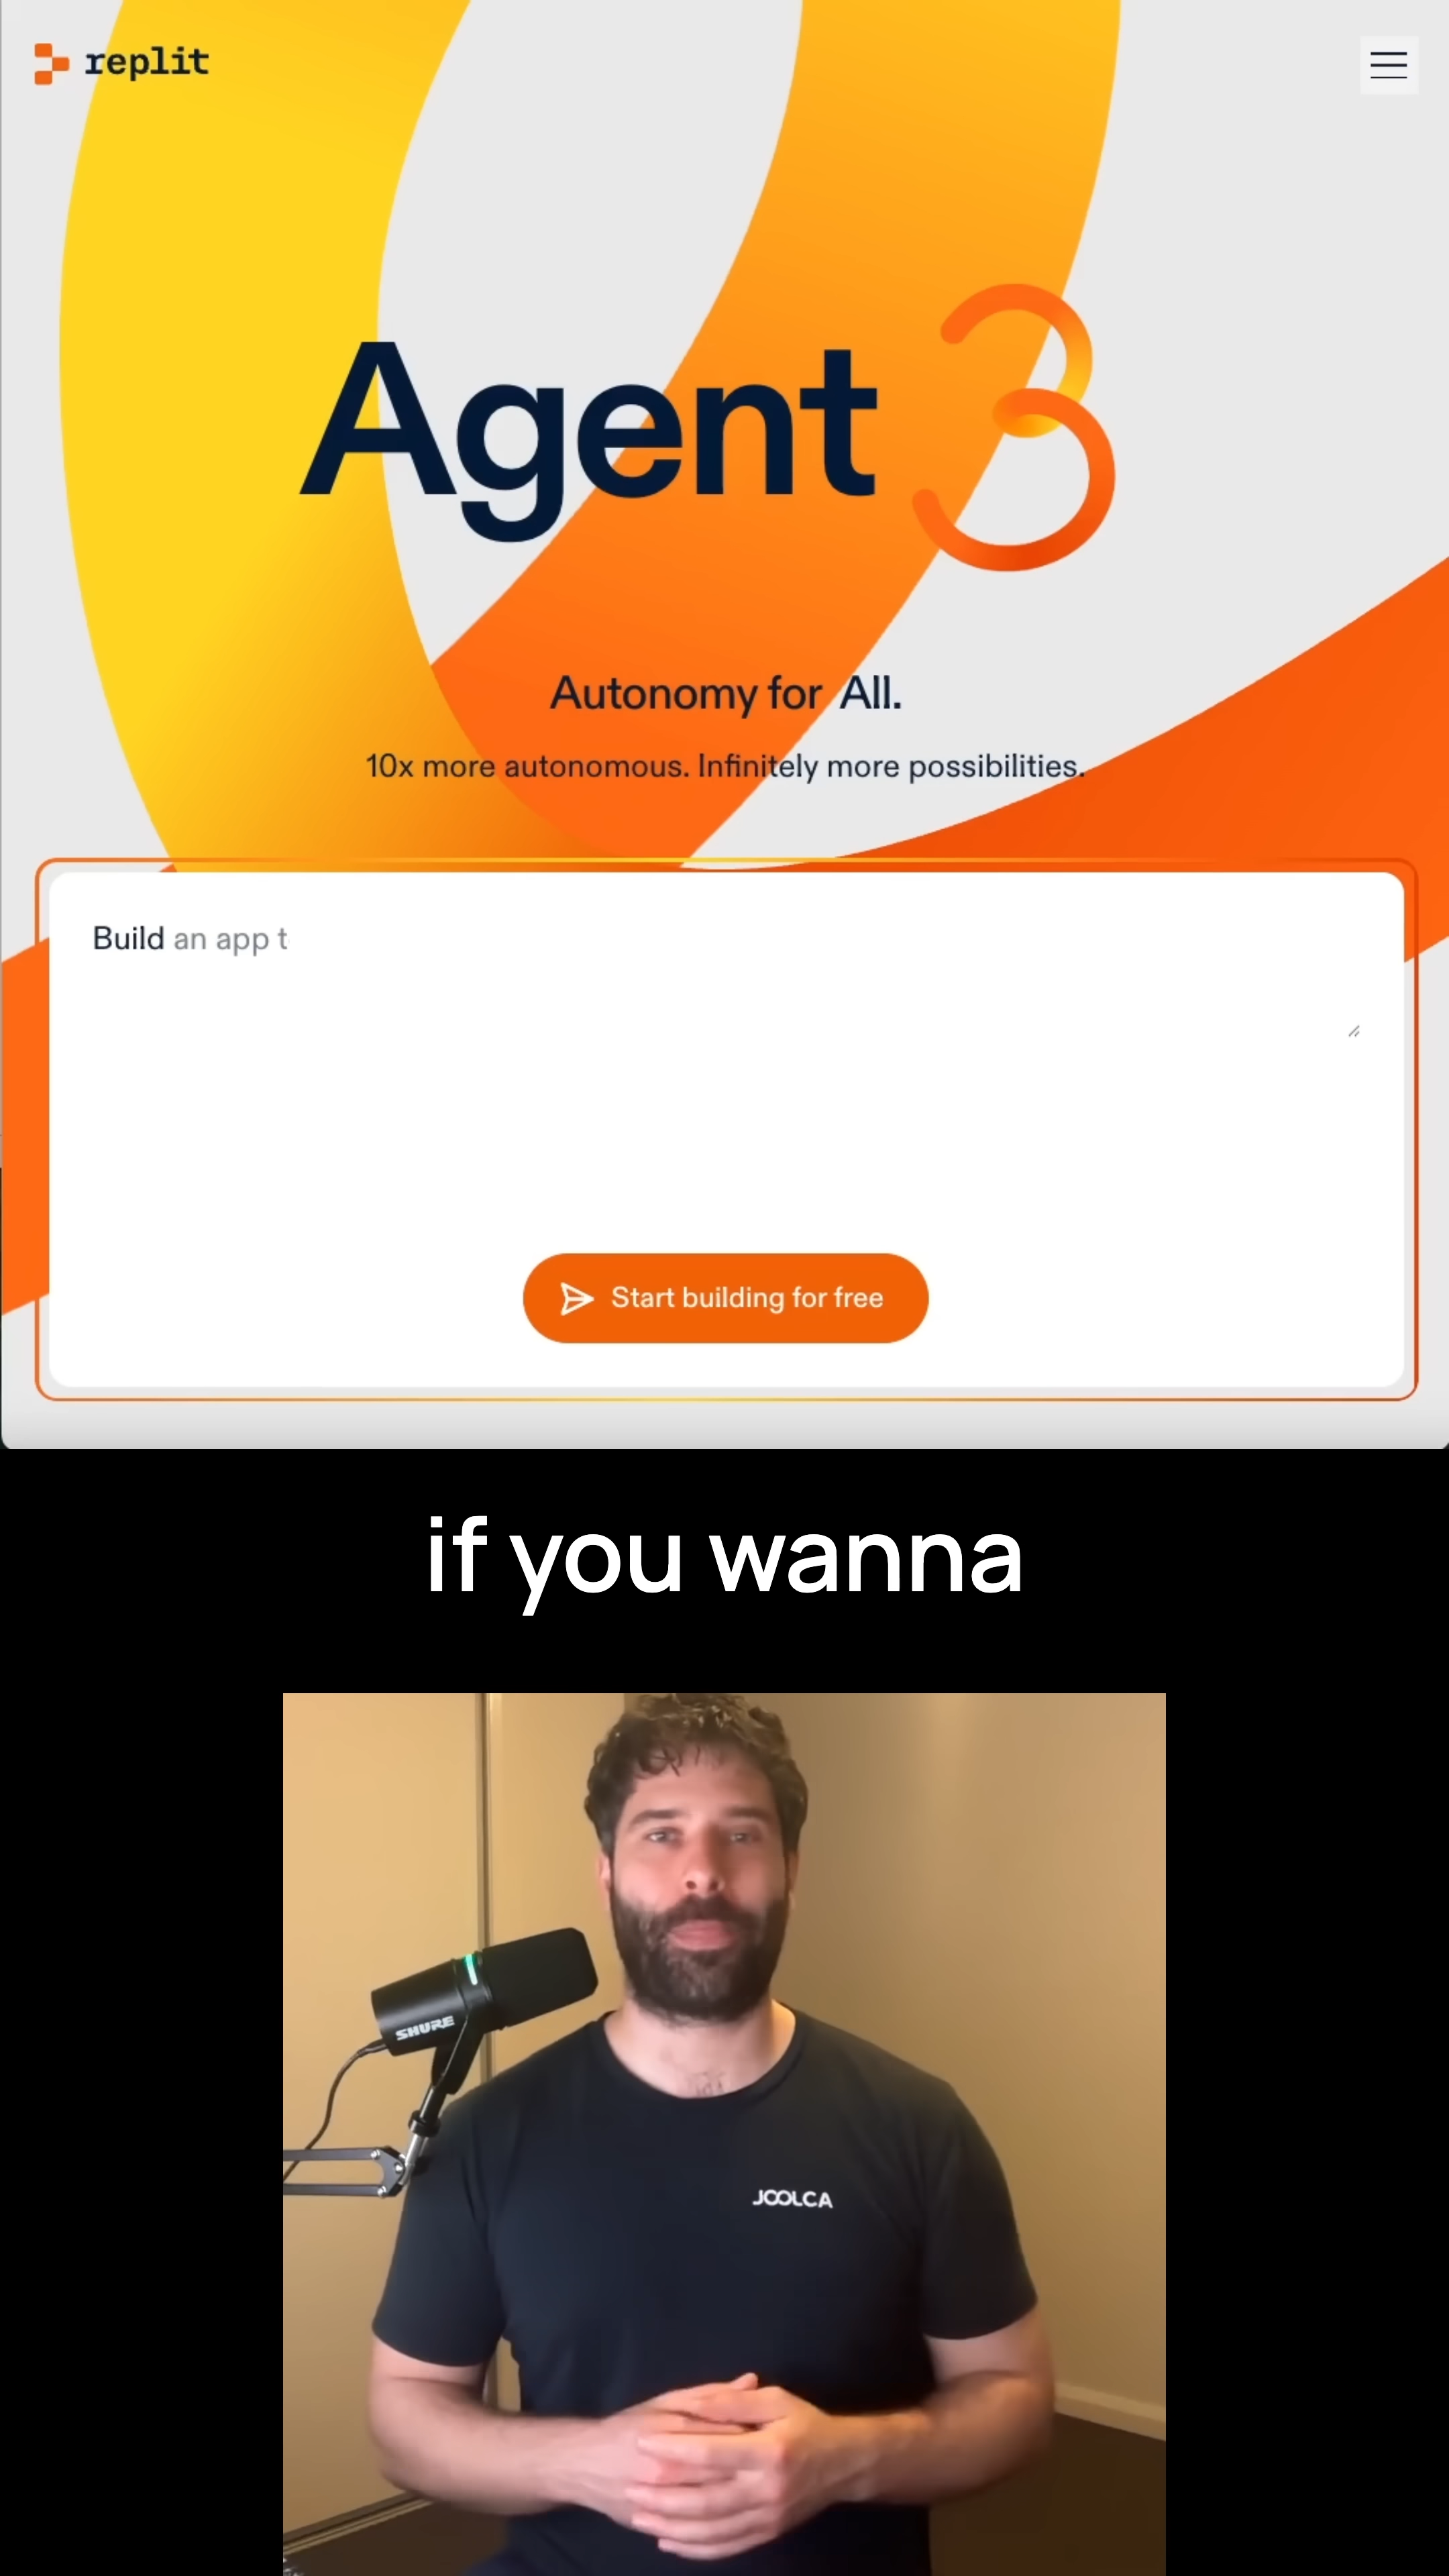 replit
Agent 3
Autonomy for All.
10x more autonomous. Infinitely more possibilities.
Build an app t
Start building for free
if you wanna
SHURE
JOOLCA